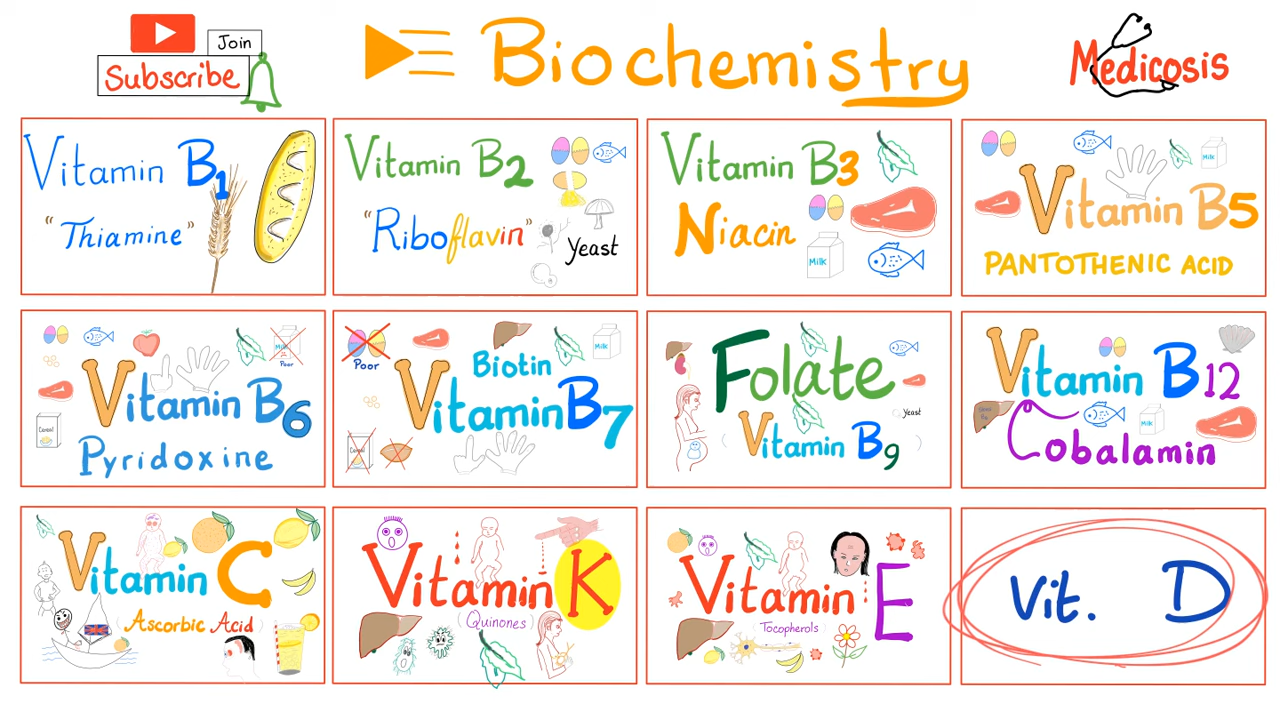 Join
Subscribe
Biochemistry
Medicosis
Vitamin B1
"Thiamine"
Vitamin B2
"Riboflavin"
yeast
Vitamin B3
Niacin
Milk
Milk
Vitamin B5
PANTOTHENIC ACID
Milk
Poor
Vitamin B6
Cereal
Pyridoxine
Poor
Biotin
Milk
Vitamin B7
Cereal
Folate
yeast
(Vitamin B9)
Vitamin B12
Milk
Cobalamin
Vitamin C
(Ascorbic Acid)
Vitamin K
(Quinones)
Vitamin E
(Tocopherols)
Vit. D